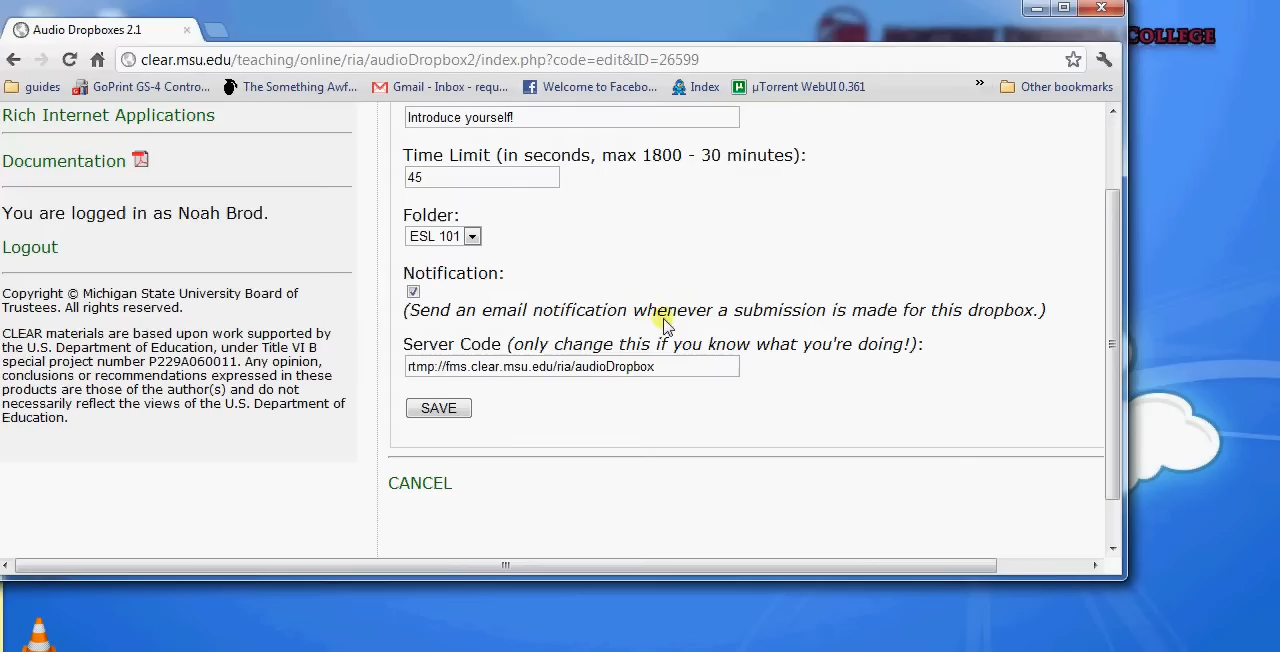 Audio Dropboxes 2.1
COLLEGE
clear.msu.edu/teaching/online/ria/audioDropbox2/index.php?code=edit&ID=26599
guides GoPrint GS-4 Contro... The Something Awf... Gmail - Inbox - requ... Welcome to Facebo... Index µTorrent WebUI 0.361 » Other bookmarks
Rich Internet Applications
Documentation
You are logged in as Noah Brod.
Logout
Copyright © Michigan State University Board of
Trustees. All rights reserved.
CLEAR materials are based upon work supported by
the U.S. Department of Education, under Title VI B
special project number P229A060011. Any opinion,
conclusions or recommendations expressed in these
products are those of the author(s) and do not
necessarily reflect the views of the U.S. Department of
Education.
Introduce yourself!
Time Limit (in seconds, max 1800 - 30 minutes):
45
Folder:
ESL 101
Notification:
(Send an email notification whenever a submission is made for this dropbox.)
Server Code (only change this if you know what you're doing!):
rtmp://fms.clear.msu.edu/ria/audioDropbox
SAVE
CANCEL